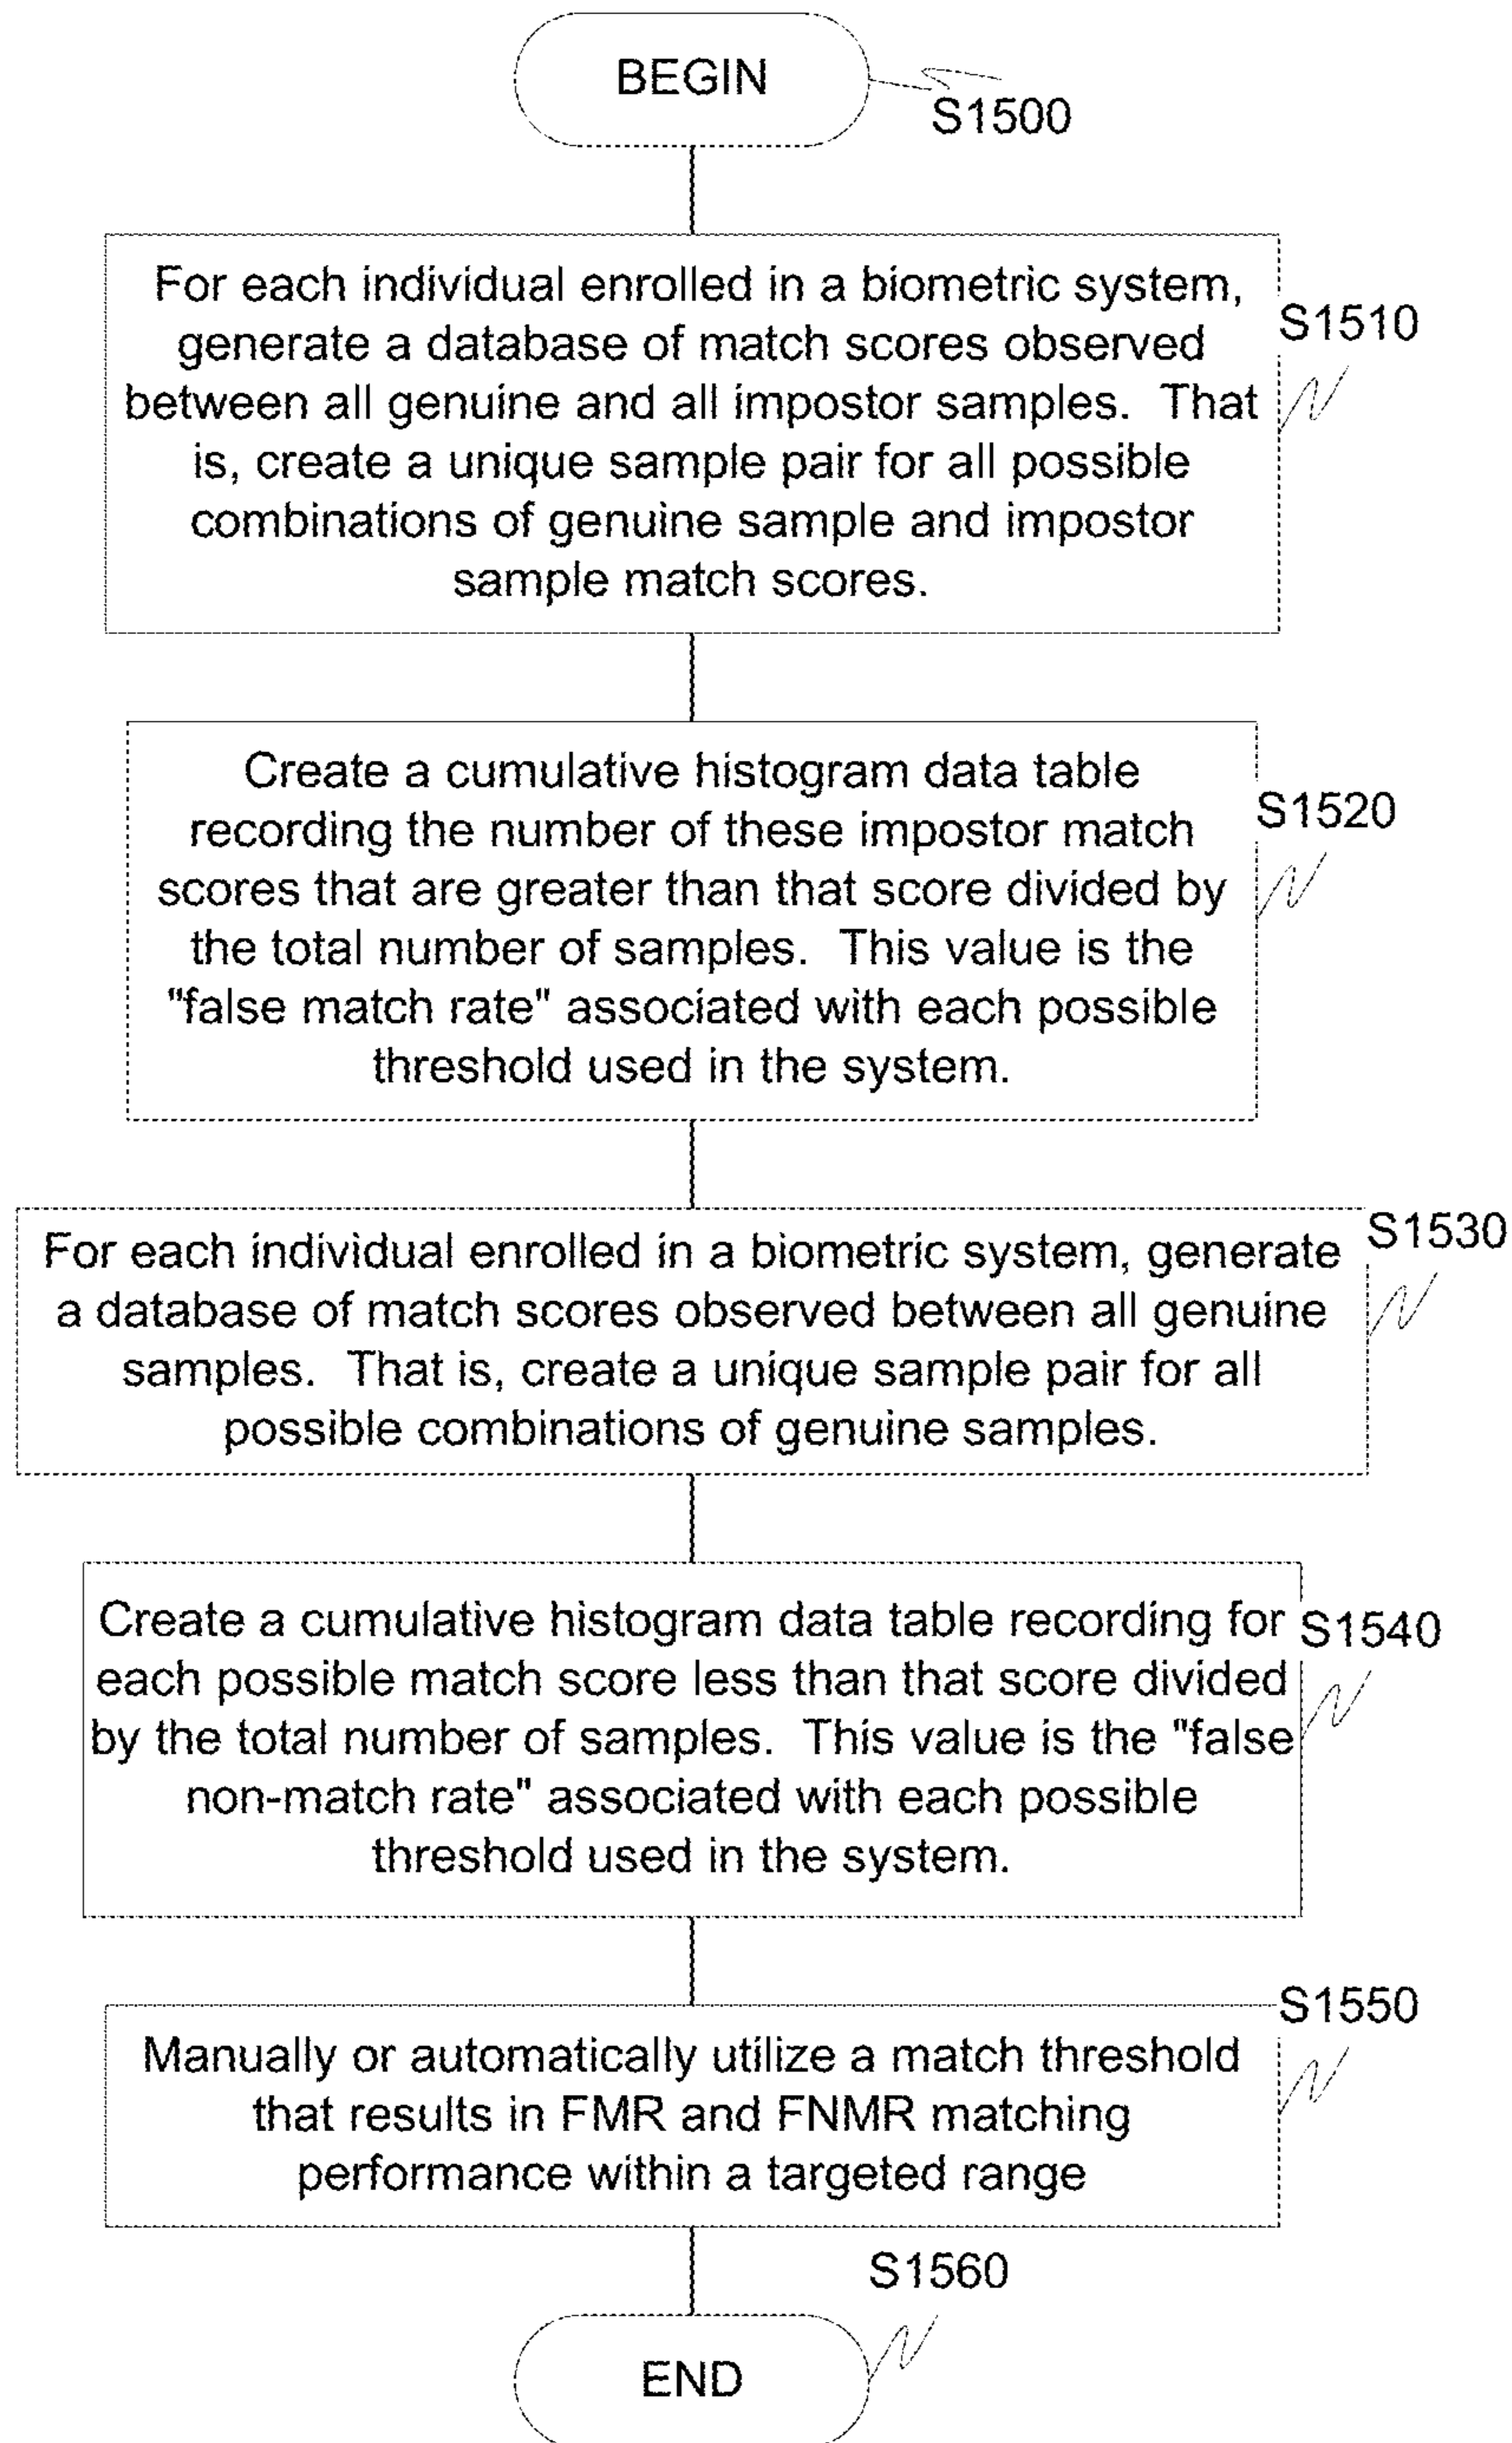 BEGIN
S1500
For each individual enrolled in a biometric system,
generate a database of match scores observed
between all genuine and all impostor samples.  That
is, create a unique sample pair for all possible
combinations of genuine sample and impostor
sample match scores.
S1510
Create a cumulative histogram data table
recording the number of these impostor match
scores that are greater than that score divided by
the total number of samples.  This value is the
"false match rate" associated with each possible
threshold used in the system.
S1520
For each individual enrolled in a biometric system, generate
a database of match scores observed between all genuine
samples.  That is, create a unique sample pair for all
possible combinations of genuine samples.
S1530
Create a cumulative histogram data table recording for
each possible match score less than that score divided
by the total number of samples.  This value is the "false
non-match rate" associated with each possible
threshold used in the system.
S1540
Manually or automatically utilize a match threshold
that results in FMR and FNMR matching
performance within a targeted range
S1550
S1560
END